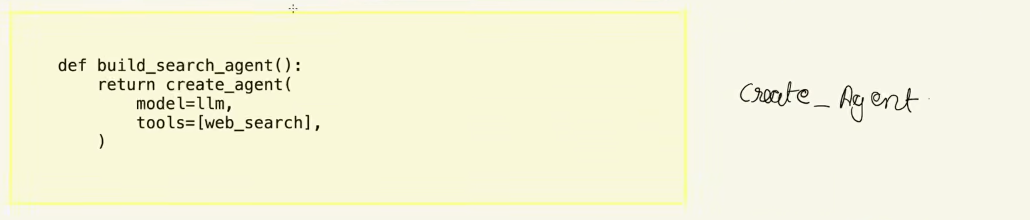 def build_search_agent():
    return create_agent(
        model=llm,
        tools=[web_search],
    )
Create_Agent